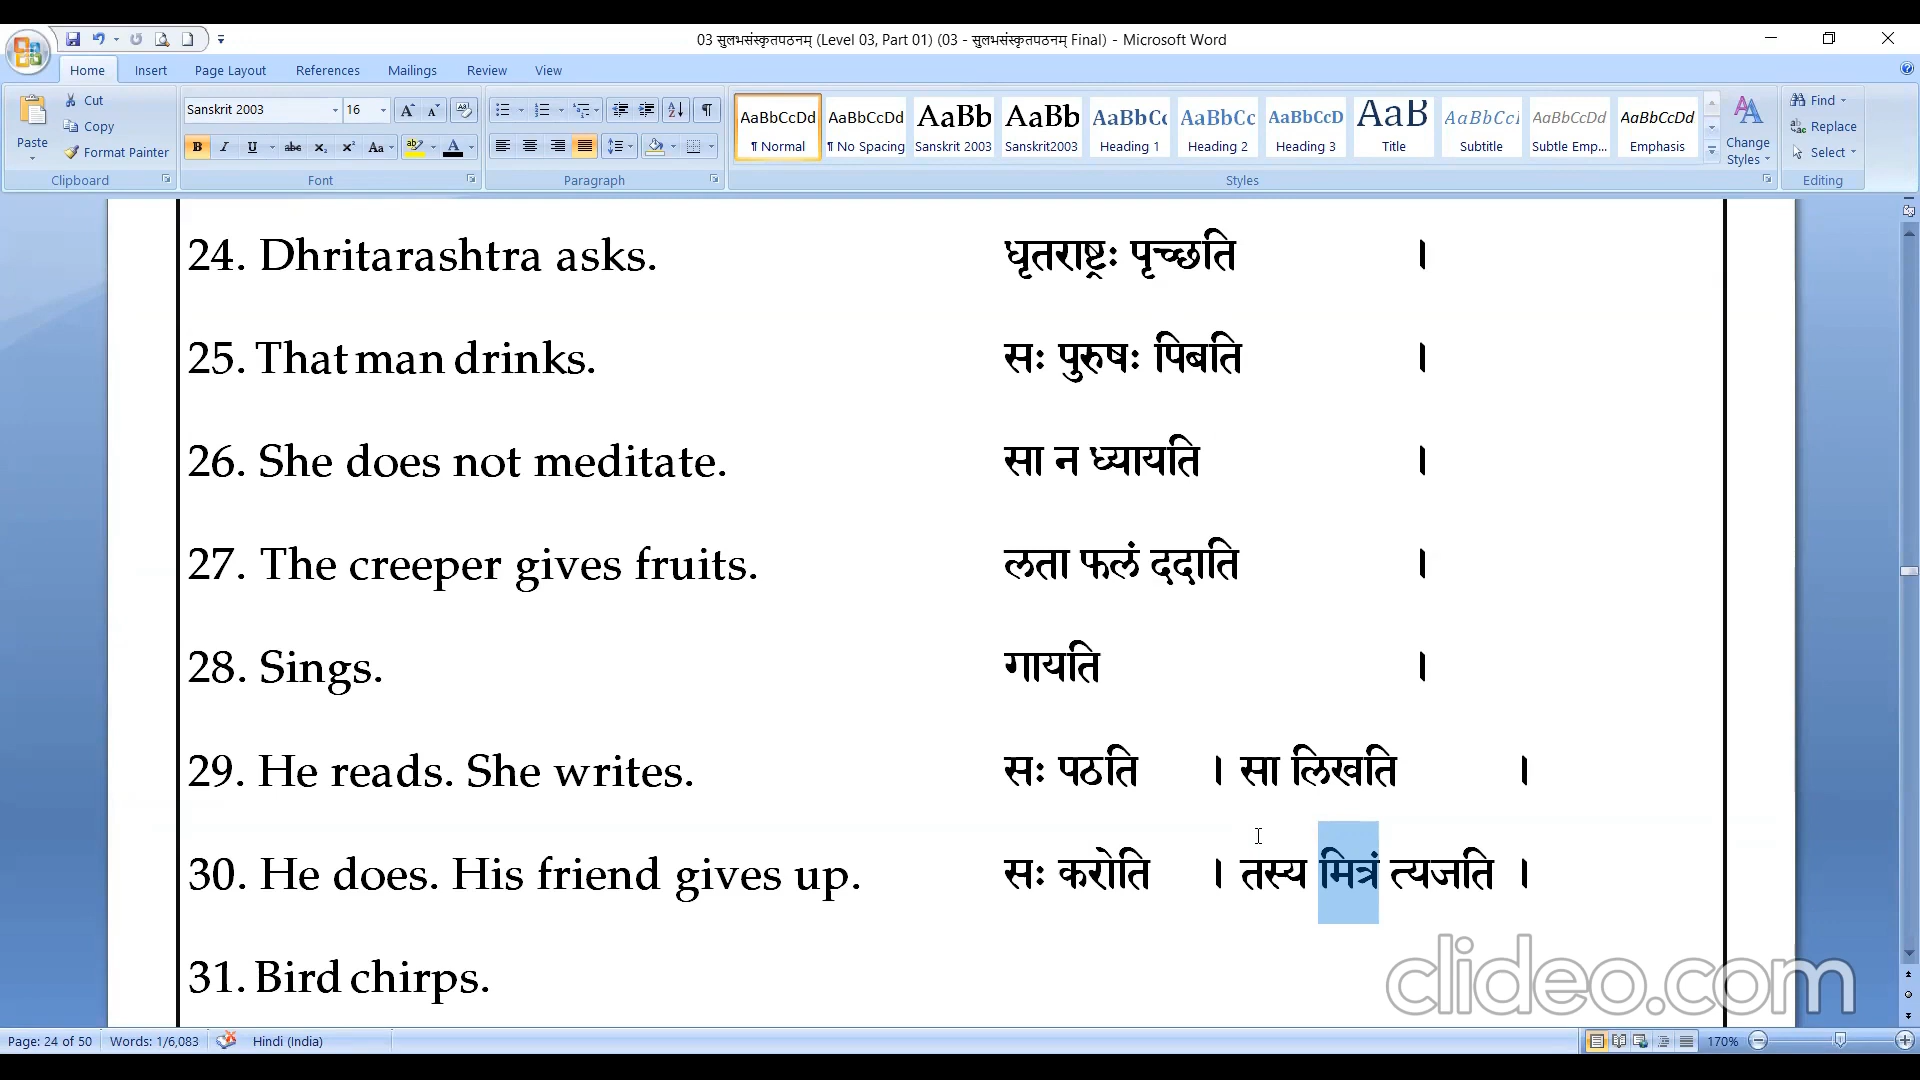 03 सुलभसंस्कृतपठनम् (Level 03, Part 01) (03 - सुलभसंस्कृतपठनम् Final) - Microsoft Word
Home Insert Page Layout References Mailings Review View
Paste Cut Copy Format Painter Clipboard
Sanskrit 2003 16 Font
Paragraph
AaBbCcDd ¶ Normal
AaBbCcDd ¶ No Spacing
AaBb Sanskrit 2003
AaBb Sanskrit2003
AaBbCc Heading 1
AaBbCc Heading 2
AaBbCcD Heading 3
AaB Title
AaBbCcl Subtitle
AaBbCcDd Subtle Emp...
AaBbCcDd Emphasis
Change Styles Styles
Find Replace Select Editing
24. Dhritarashtra asks. धृतराष्ट्रः पृच्छति ।
25. That man drinks. सः पुरुषः पिबति ।
26. She does not meditate. सा न ध्यायति ।
27. The creeper gives fruits. लता फलं ददाति ।
28. Sings. गायति ।
29. He reads. She writes. सः पठति । सा लिखति ।
30. He does. His friend gives up. सः करोति । तस्य मित्रं त्यजति ।
31. Bird chirps.
clideo.com
Page: 24 of 50 Words: 1/6,083 Hindi (India) 170%